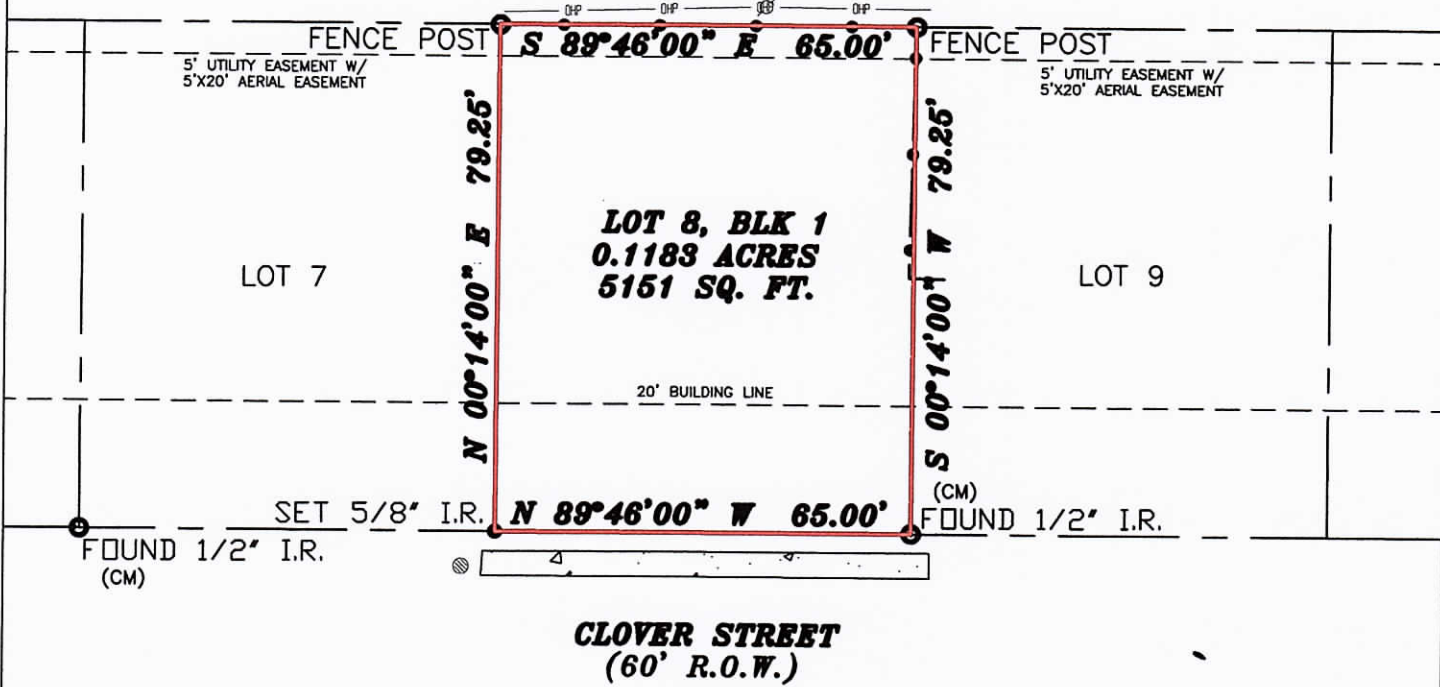 OHP OHP OHP OHP
FENCE POST
S 89°46'00" E 65.00'
FENCE POST
5' UTILITY EASEMENT W/
5'X20' AERIAL EASEMENT
5' UTILITY EASEMENT W/
5'X20' AERIAL EASEMENT
N 00°14'00" E 79.25'
S 00°14'00" W 79.25'
LOT 8, BLK 1
0.1183 ACRES
5151 SQ. FT.
LOT 7
LOT 9
20' BUILDING LINE
SET 5/8" I.R.
N 89°46'00" W 65.00'
(CM)
FOUND 1/2" I.R.
FOUND 1/2" I.R.
(CM)
CLOVER STREET
(60' R.O.W.)